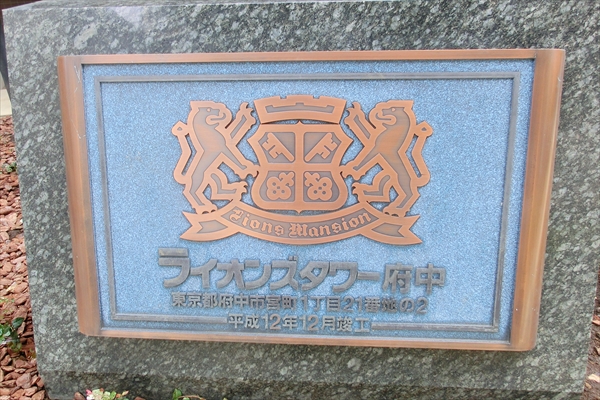 Lions Mansion
ライオンズタワー府中
東京都府中市宮町1丁目21番地の2
平成12年12月竣工